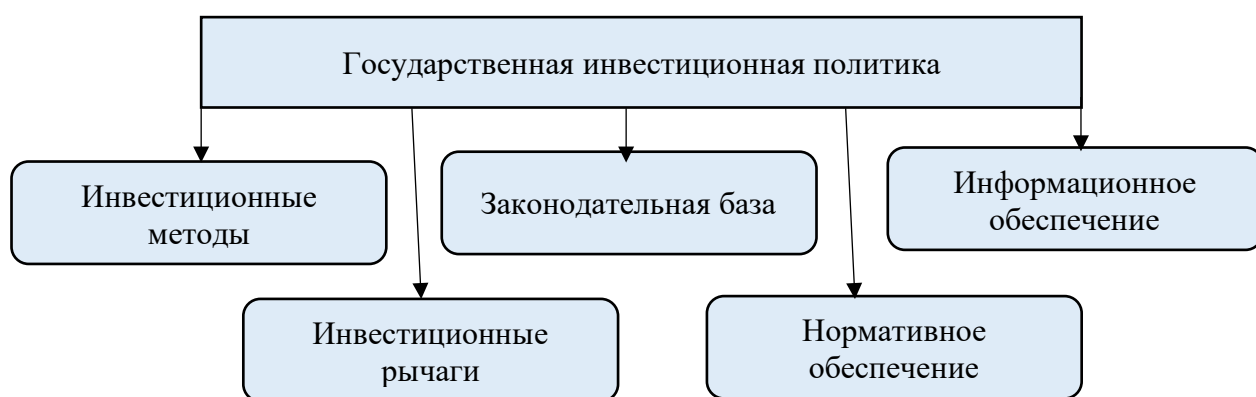 Государственная инвестиционная политика
Инвестиционные
методы
Законодательная база
Информационное
обеспечение
Инвестиционные
рычаги
Нормативное
обеспечение